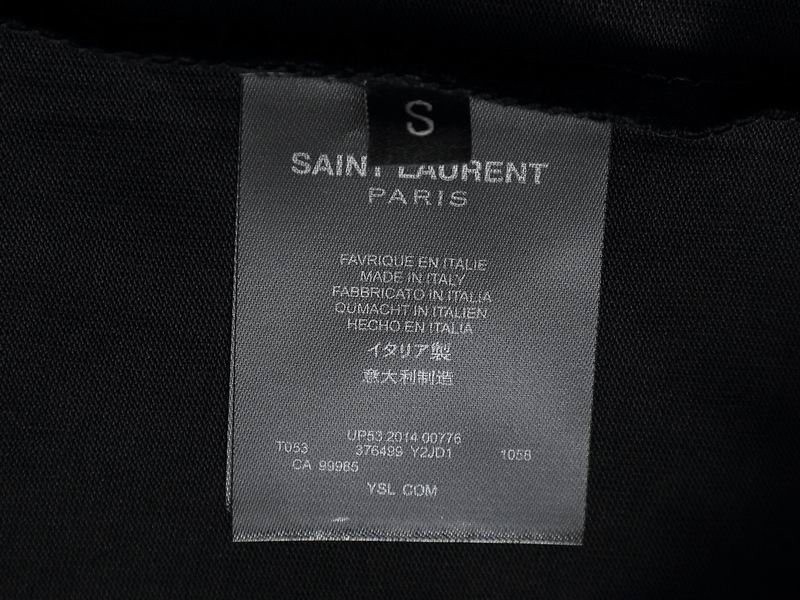 S
SAINT LAURENT
PARIS
FAVRIQUE EN ITALIE
MADE IN ITALY
FABBRICATO IN ITALIA
QUMACHT IN ITALIEN
HECHO EN ITALIA
イタリア製
意大利制造
UP53 2014 00776
T053 376499 Y2JD1 1058
CA 99985
YSL COM